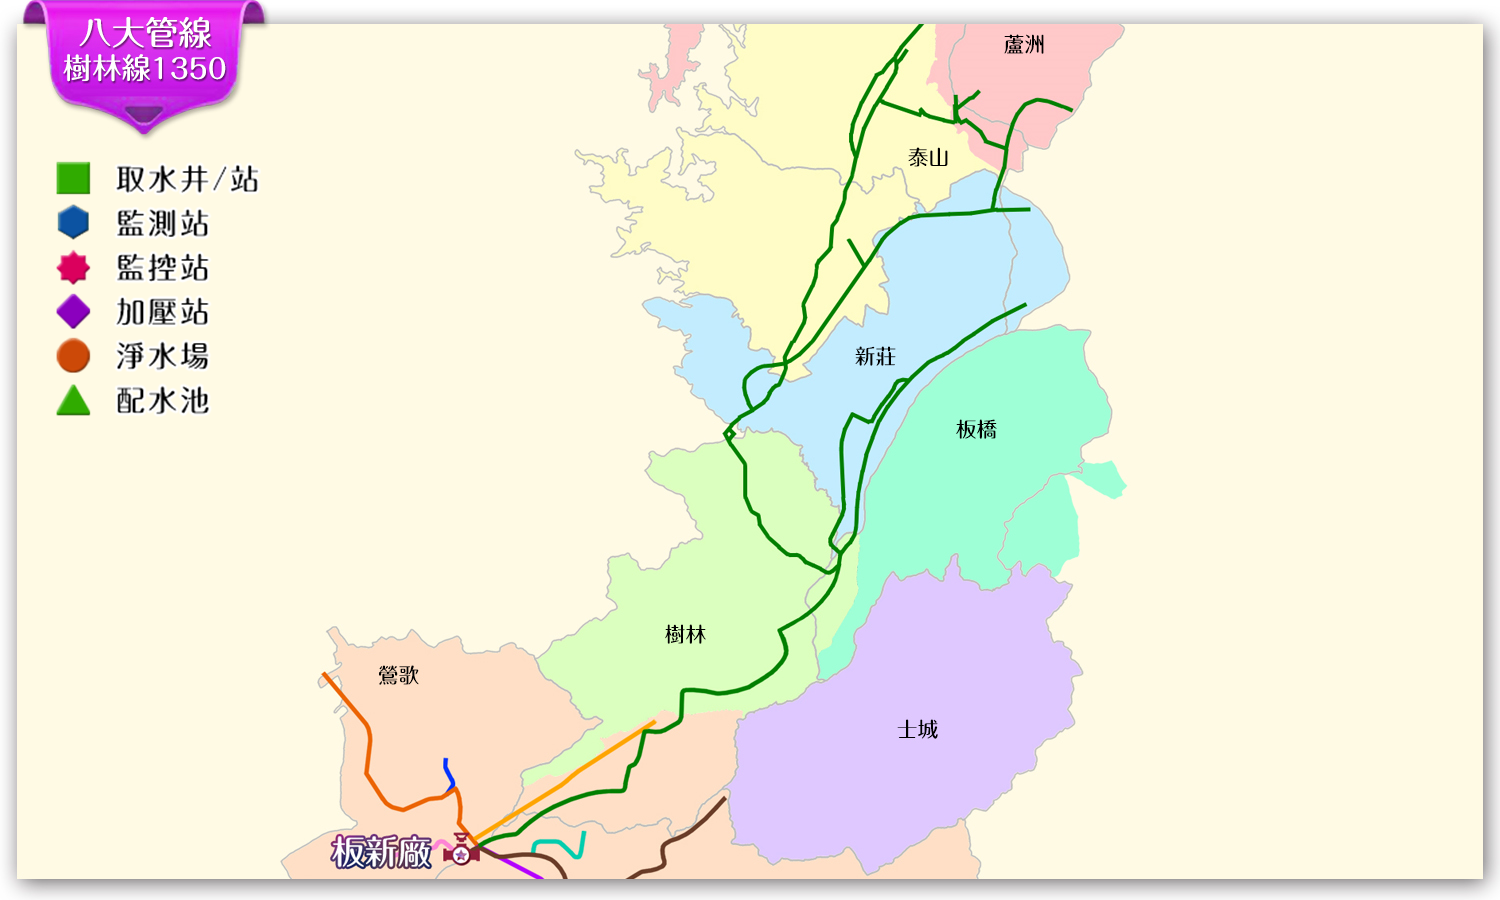 八大管線
樹林線1350
取水井/站
監測站
監控站
加壓站
淨水場
配水池
蘆洲
泰山
新莊
板橋
樹林
鶯歌
士城
板新廠